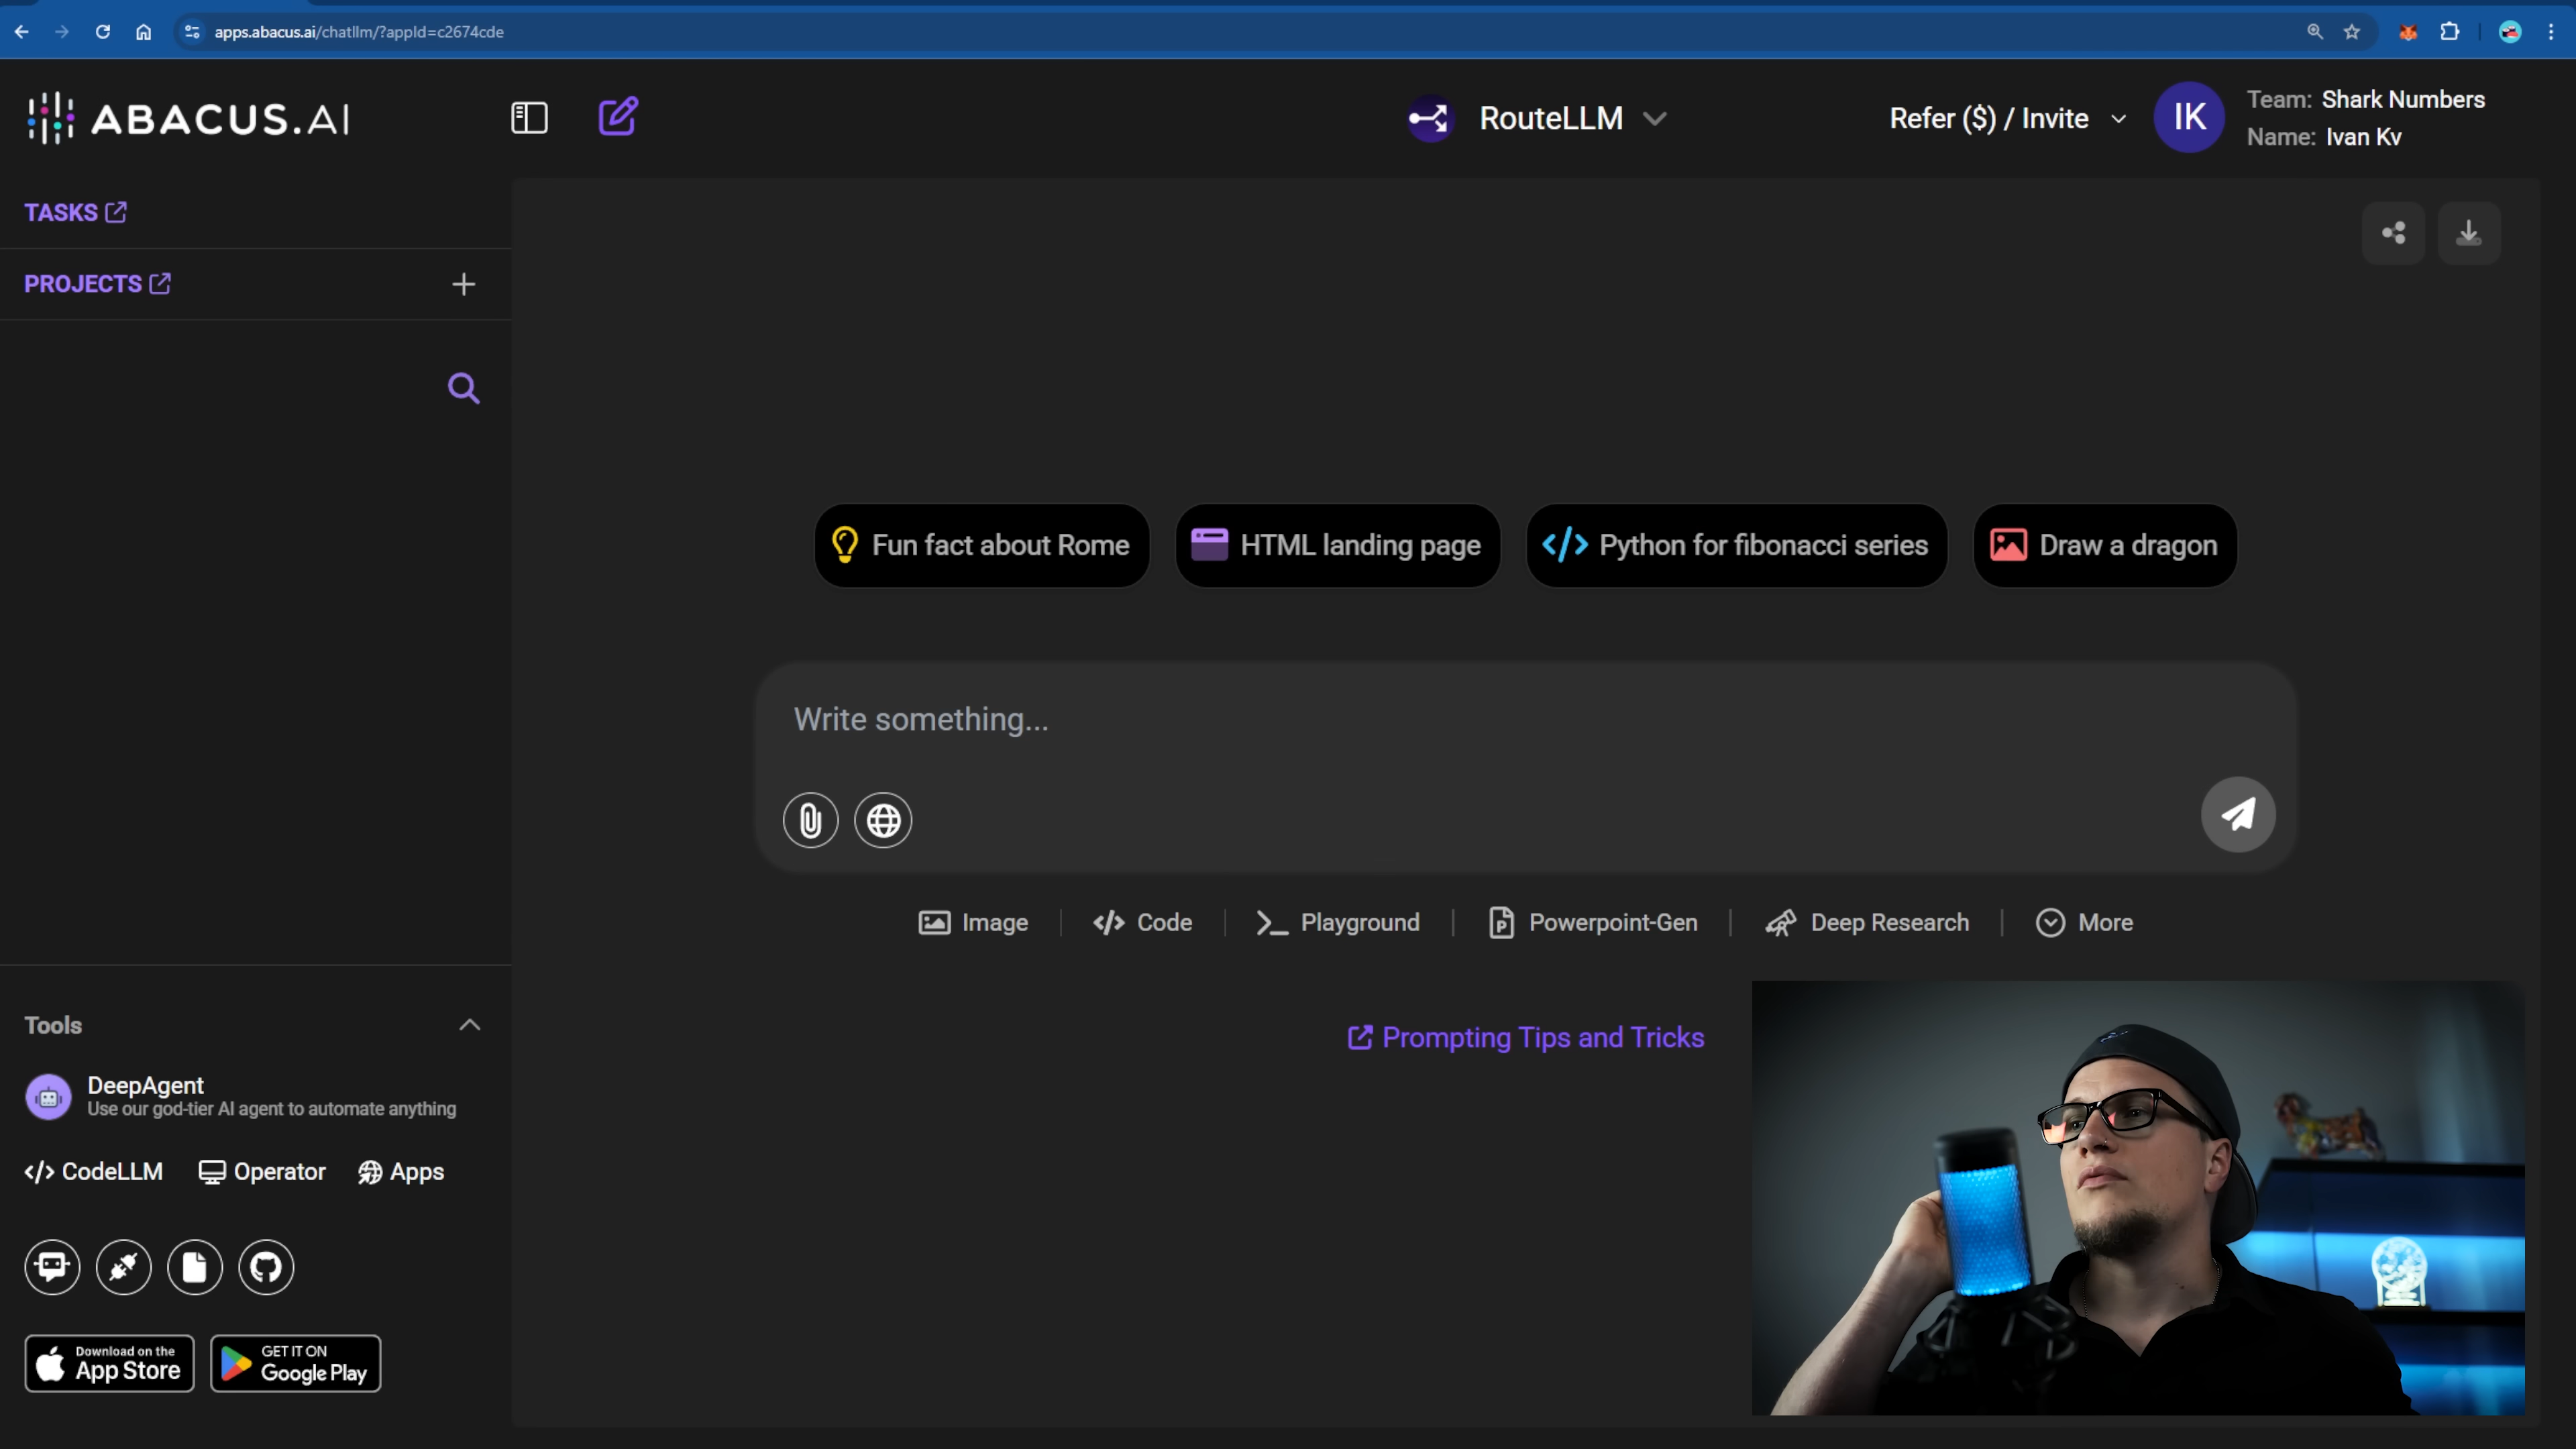 apps.abacus.ai/chatllm/?appId=c2674cde
ABACUS.AI
RouteLLM
Refer ($) / Invite
IK
Team: Shark Numbers
Name: Ivan Kv
TASKS
PROJECTS
Fun fact about Rome
HTML landing page
Python for fibonacci series
Draw a dragon
Write something...
Image
Code
Playground
Powerpoint-Gen
Deep Research
More
Prompting Tips and Tricks
Tools
DeepAgent
Use our god-tier AI agent to automate anything
CodeLLM
Operator
Apps
Download on the
App Store
GET IT ON
Google Play